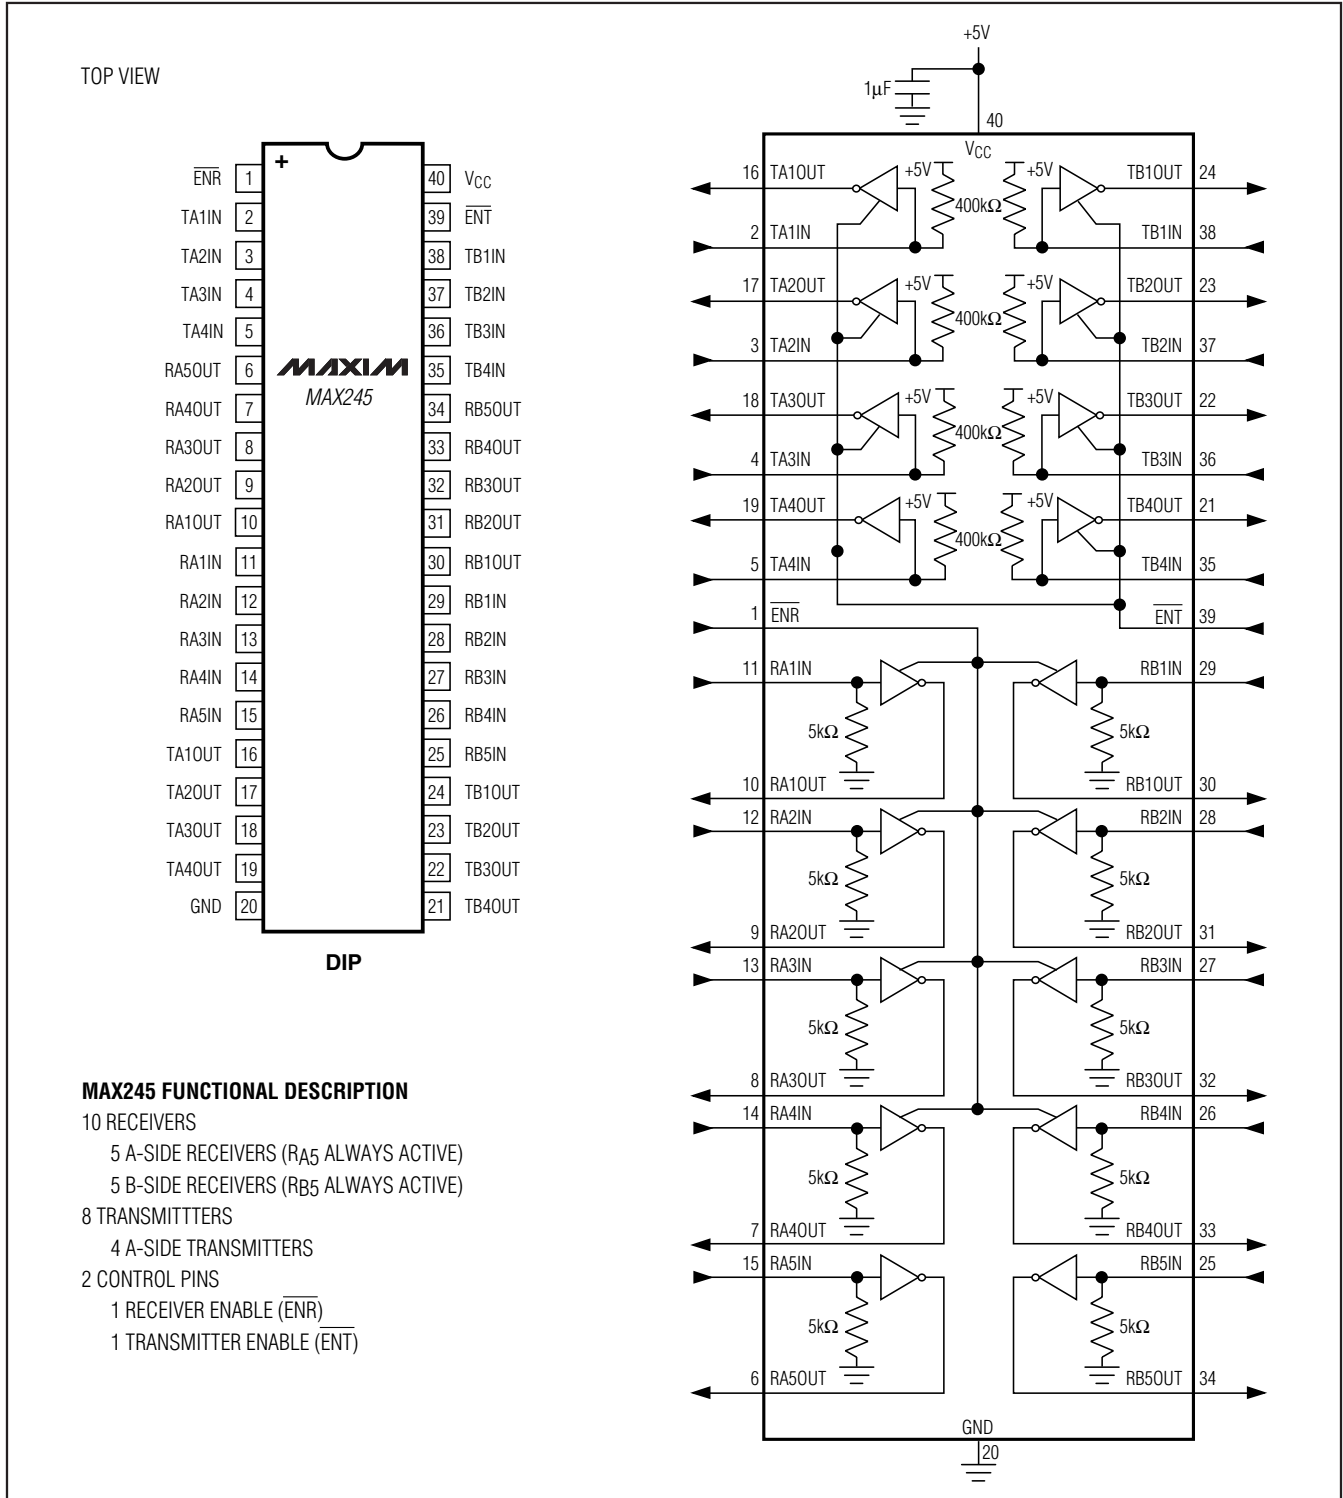 TOP VIEW
+
MAXIM
MAX245
ENR 1
TA1IN 2
TA2IN 3
TA3IN 4
TA4IN 5
RA5OUT 6
RA4OUT 7
RA3OUT 8
RA2OUT 9
RA1OUT 10
RA1IN 11
RA2IN 12
RA3IN 13
RA4IN 14
RA5IN 15
TA1OUT 16
TA2OUT 17
TA3OUT 18
TA4OUT 19
GND 20
40 VCC
39 ENT
38 TB1IN
37 TB2IN
36 TB3IN
35 TB4IN
34 RB5OUT
33 RB4OUT
32 RB3OUT
31 RB2OUT
30 RB1OUT
29 RB1IN
28 RB2IN
27 RB3IN
26 RB4IN
25 RB5IN
24 TB1OUT
23 TB2OUT
22 TB3OUT
21 TB4OUT
DIP
MAX245 FUNCTIONAL DESCRIPTION
10 RECEIVERS
5 A-SIDE RECEIVERS (RA5 ALWAYS ACTIVE)
5 B-SIDE RECEIVERS (RB5 ALWAYS ACTIVE)
8 TRANSMITTTERS
4 A-SIDE TRANSMITTERS
2 CONTROL PINS
1 RECEIVER ENABLE (ENR)
1 TRANSMITTER ENABLE (ENT)
+5V
1µF
40
VCC
16 TA1OUT +5V +5V TB1OUT 24
400kΩ
2 TA1IN TB1IN 38
17 TA2OUT +5V +5V TB2OUT 23
400kΩ
3 TA2IN TB2IN 37
18 TA3OUT +5V +5V TB3OUT 22
400kΩ
4 TA3IN TB3IN 36
19 TA4OUT +5V +5V TB4OUT 21
400kΩ
5 TA4IN TB4IN 35
1 ENR ENT 39
11 RA1IN RB1IN 29
5kΩ 5kΩ
10 RA1OUT RB1OUT 30
12 RA2IN RB2IN 28
5kΩ 5kΩ
9 RA2OUT RB2OUT 31
13 RA3IN RB3IN 27
5kΩ 5kΩ
8 RA3OUT RB3OUT 32
14 RA4IN RB4IN 26
5kΩ 5kΩ
7 RA4OUT RB4OUT 33
15 RA5IN RB5IN 25
5kΩ 5kΩ
6 RA5OUT RB5OUT 34
GND
20